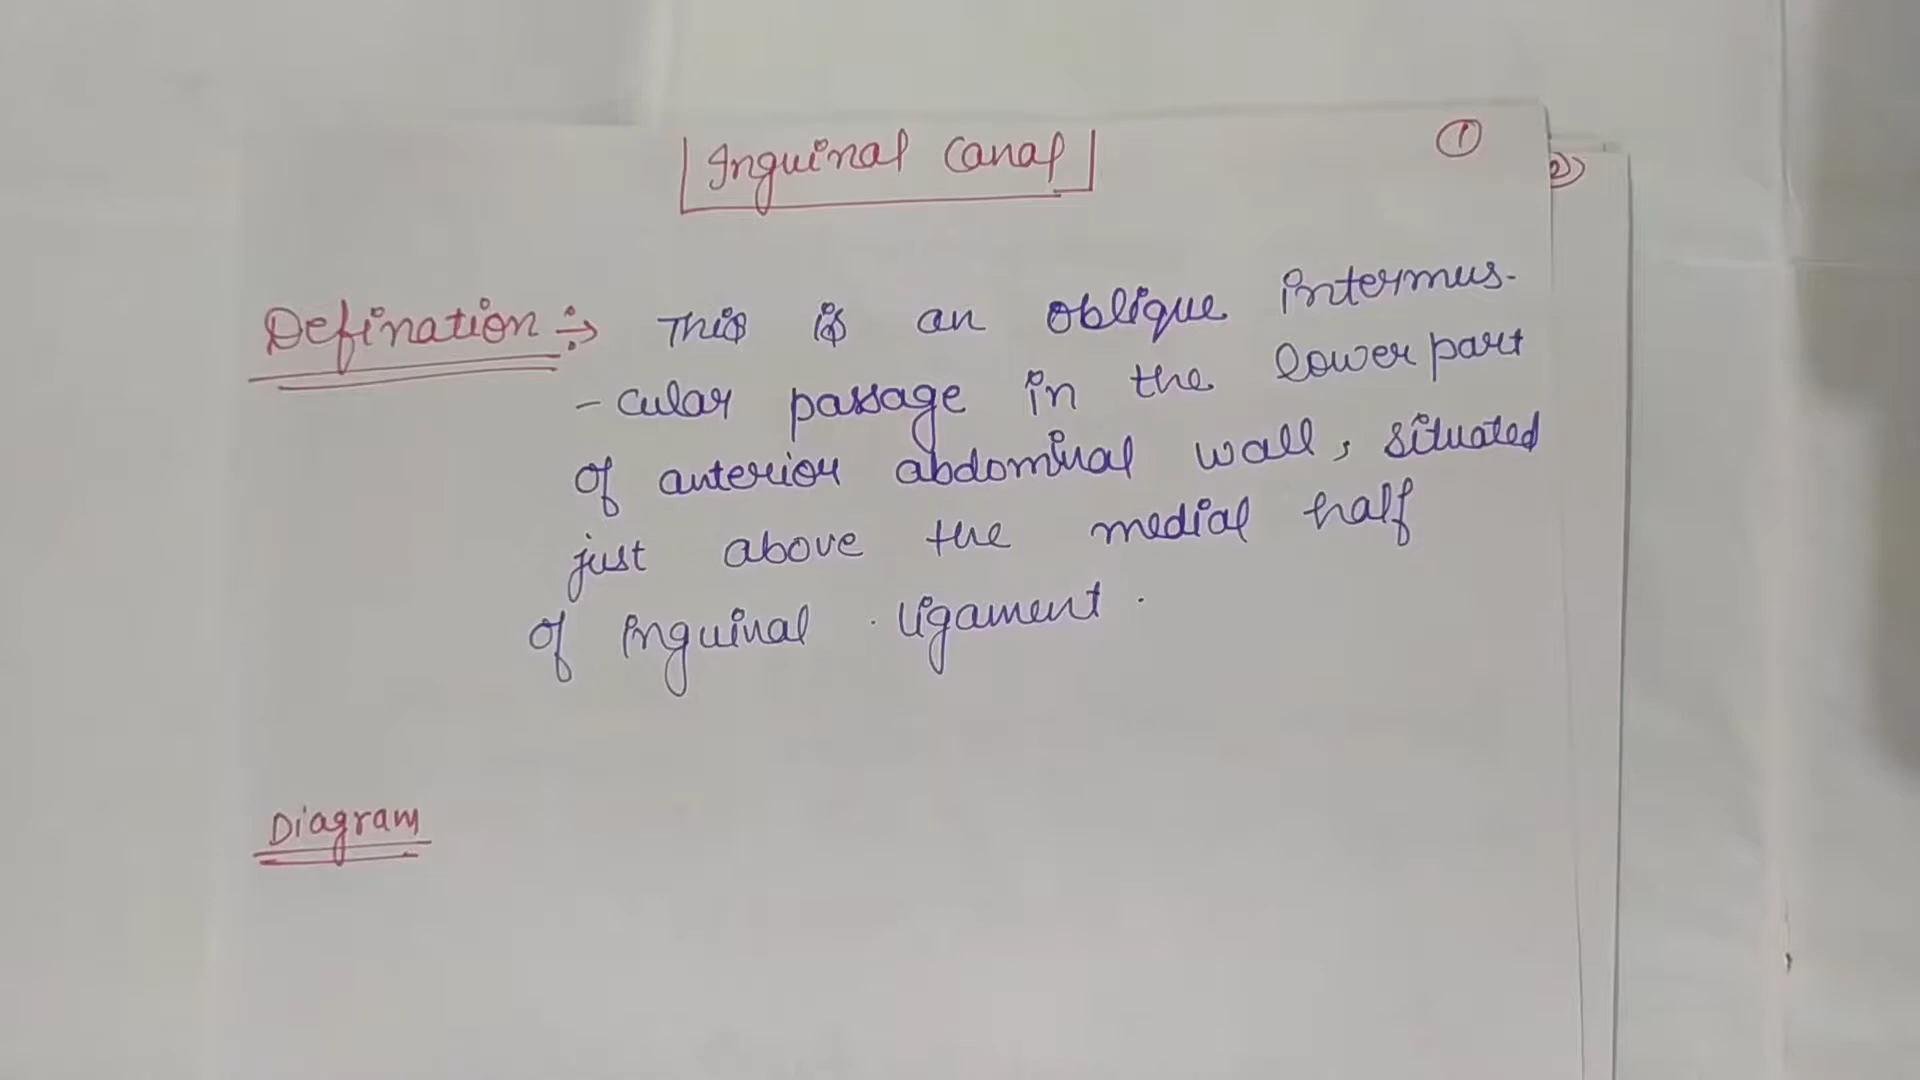 Inguinal Canal
1
2
Defination :→ This is an oblique intermus-
- cular passage in the lower part
of anterior abdominal wall, situated
just above the medial half
of inguinal . ligament .
Diagram